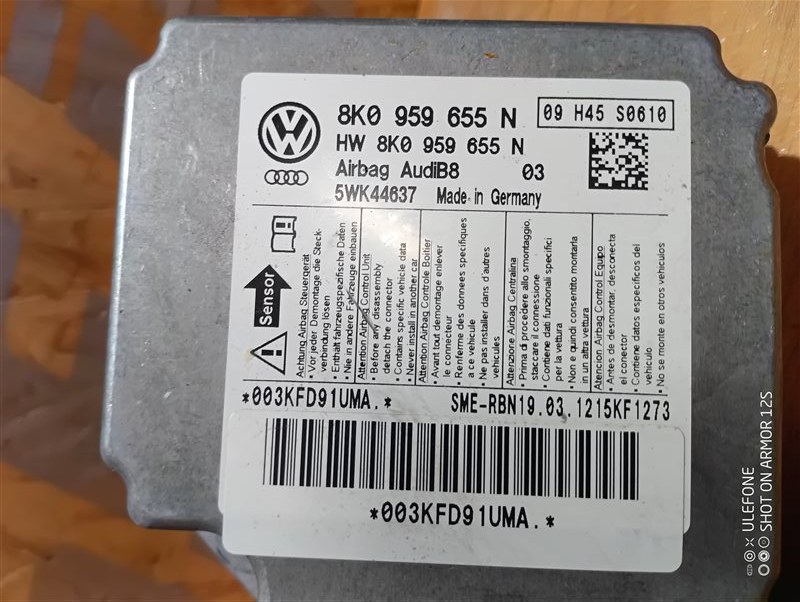 8K0 959 655 N
09 H45 S0610
HW 8K0 959 655 N
Airbag AudiB8 03
5WK44637 Made in Germany
Sensor
Achtung Airbag Steuergerät
• Vor jeder Demontage die Steck-
verbindung lösen
• Enthält fahrzeugspezifische Daten
• Nie in andere Fahrzeuge einbauen
Attention Airbag Control Unit
• Before any disassembly
detach the connector
• Contains specific vehicle data
• Never install in another car
Attention Airbag Controle Boitier
• Avant tout demontage enlever
le connecteur
• Renferme des donnees specifiques
a ce vehicule
• Ne pas installer dans d'autres
vehicules
Attenzione Airbag Centralina
• Prima di procedere allo smontaggio,
staccare il connessione
• Contiene dati funzionali specifici
per la vettura
• Non e quindi consentito montarla
in un altra vettura
Atencion Airbag Control Equipo
• Antes de desmontar, desconecta
el conector
• Contiene datos especificos del
vehiculo
• No se monte en otros vehiculos
*003KFD91UMA.*
SME-RBN19.03.1215KF1273
*003KFD91UMA.*
ULEFONE
SHOT ON ARMOR 12S